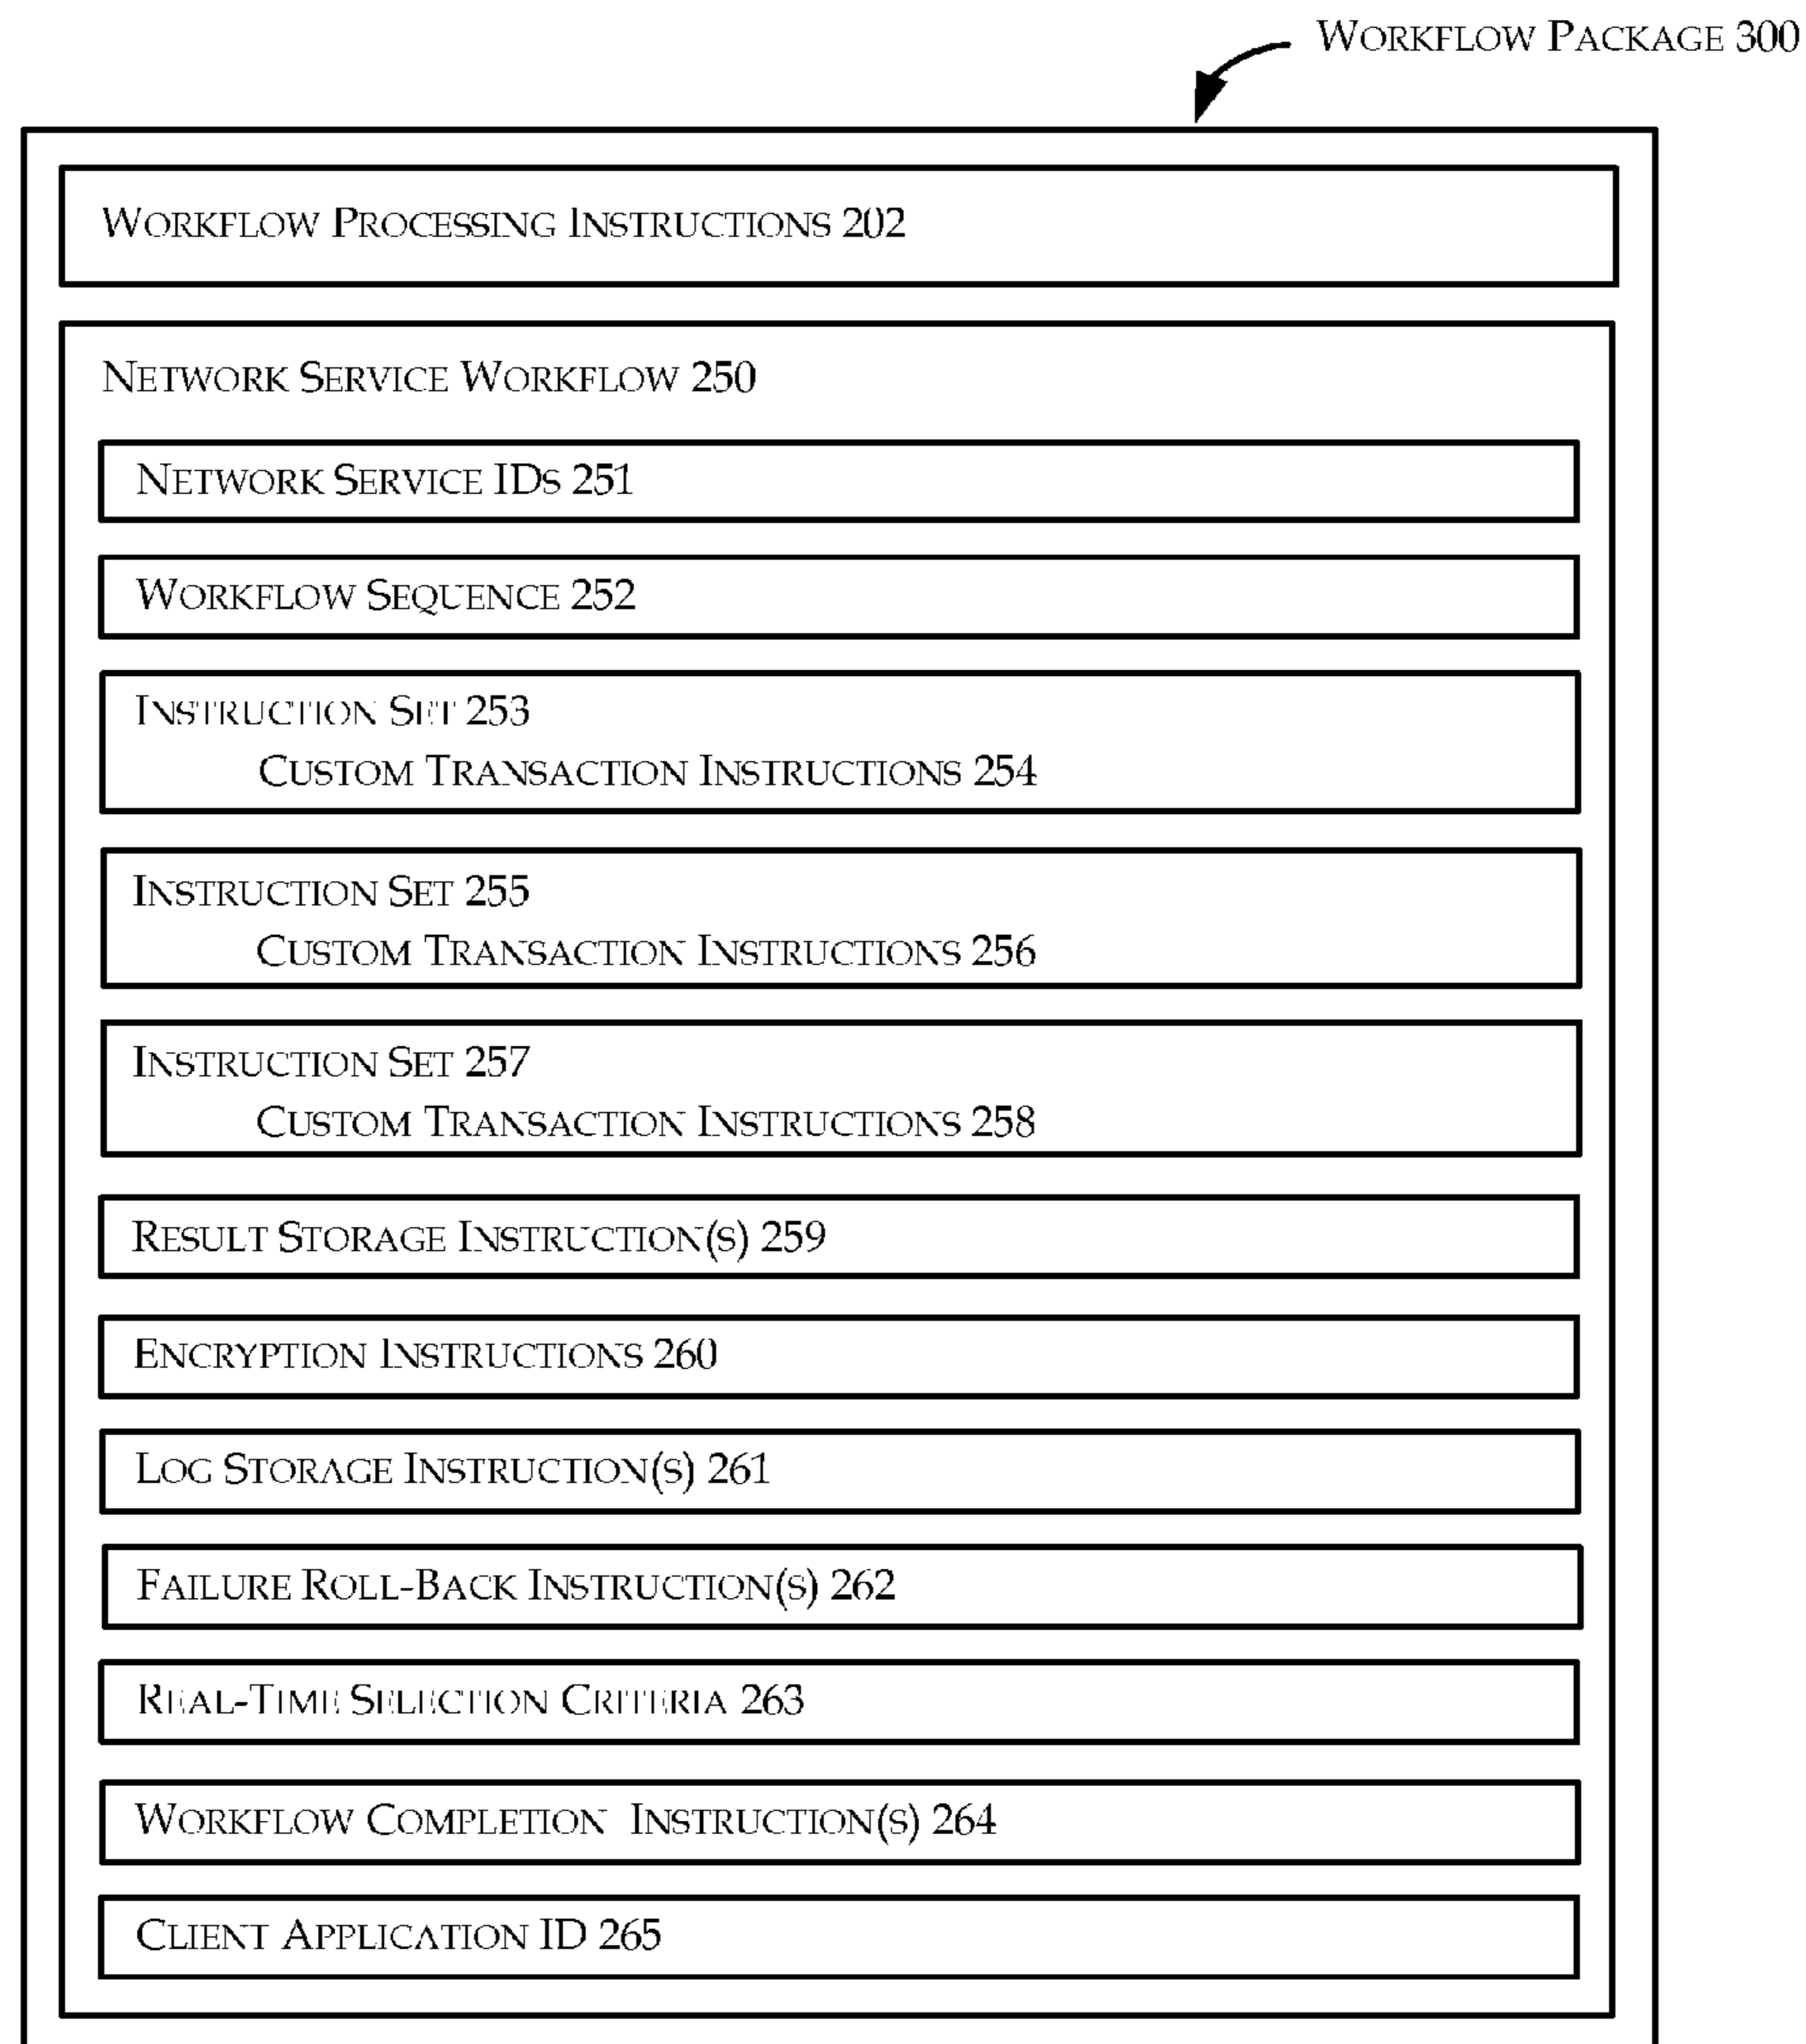 WORKFLOW PACKAGE 300
WORKFLOW PROCESSING INSTRUCTIONS 202
NETWORK SERVICE WORKFLOW 250
NETWORK SERVICE IDS 251
WORKFLOW SEQUENCE 252
INSTRUCTION SET 253
CUSTOM TRANSACTION INSTRUCTIONS 254
INSTRUCTION SET 255
CUSTOM TRANSACTION INSTRUCTIONS 256
INSTRUCTION SET 257
CUSTOM TRANSACTION INSTRUCTIONS 258
RESULT STORAGE INSTRUCTION(S) 259
ENCRYPTION INSTRUCTIONS 260
LOG STORAGE INSTRUCTION(S) 261
FAILURE ROLL-BACK INSTRUCTION(S) 262
REAL-TIME SELECTION CRITERIA 263
WORKFLOW COMPLETION INSTRUCTION(S) 264
CLIENT APPLICATION ID 265